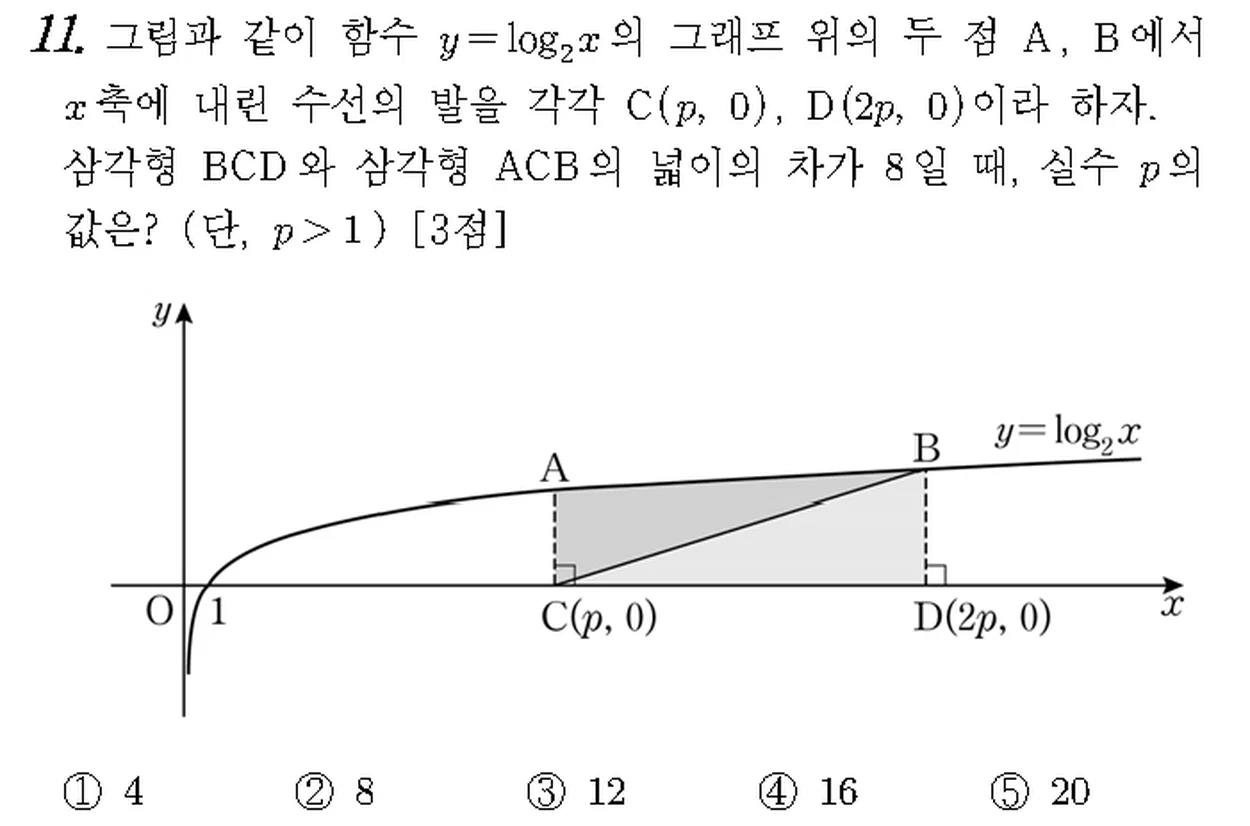 11. 그림과 같이 함수 y=log₂x의 그래프 위의 두 점 A, B에서
x축에 내린 수선의 발을 각각 C(p, 0), D(2p, 0)이라 하자.
삼각형 BCD와 삼각형 ACB의 넓이의 차가 8일 때, 실수 p의
값은? (단, p>1) [3점]
y
y=log₂x
B
A
O
1
C(p, 0)
D(2p, 0)
x
① 4 ② 8 ③ 12 ④ 16 ⑤ 20